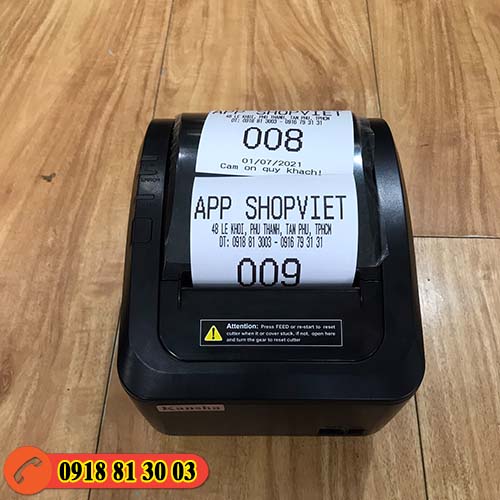 APP SHOPVIET
48 LE KHOI, PHU THANH, TAN PHU, TPHCM
DT: 0918 81 3003 - 0916 79 31 31
008
01/07/2021
Cam on quy khach!
APP SHOPVIET
48 LE KHOI, PHU THANH, TAN PHU, TPHCM
DT: 0918 81 3003 - 0916 79 31 31
009
Attention: Press FEED or re-start to reset
cutter when it or cover stuck. if not, open here
and turn the gear to reset cutter
Kansha
0918 81 30 03